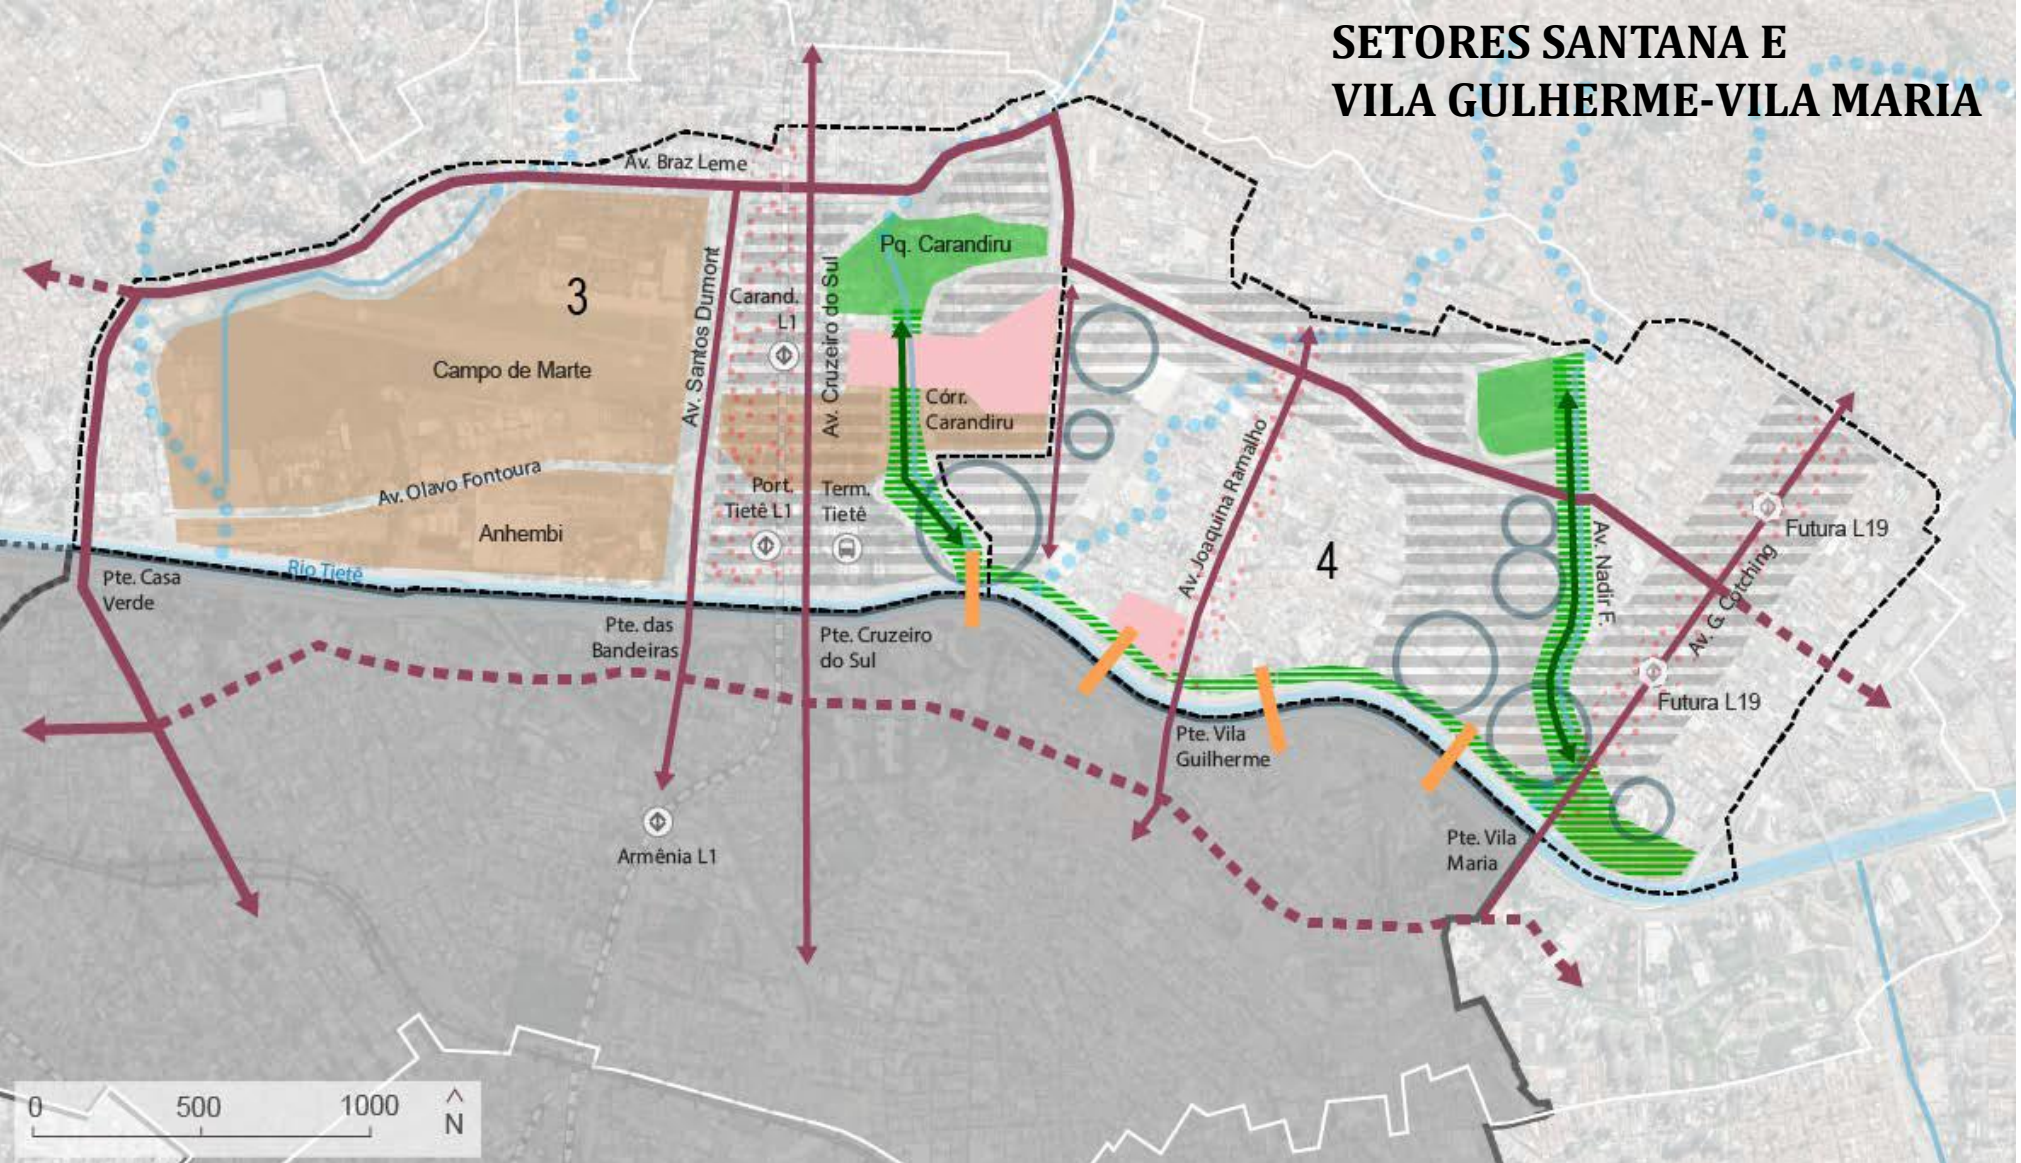 SETORES SANTANA E
VILA GULHERME-VILA MARIA
Av. Braz Leme
Pq. Carandiru
3
Av. Santos Dumont
Carand.
L1
Av. Cruzeiro do Sul
Campo de Marte
Córr.
Carandiru
Av. Joaquina Ramalho
Av. Olavo Fontoura
Port.
Tietê L1
Term.
Tietê
Anhembi
4
Av. Nadir F.
Futura L19
Av. G. Cotching
Rio Tietê
Pte. Casa
Verde
Pte. das
Bandeiras
Pte. Cruzeiro
do Sul
Futura L19
Pte. Vila
Guilherme
Pte. Vila
Maria
Armênia L1
0 500 1000
N